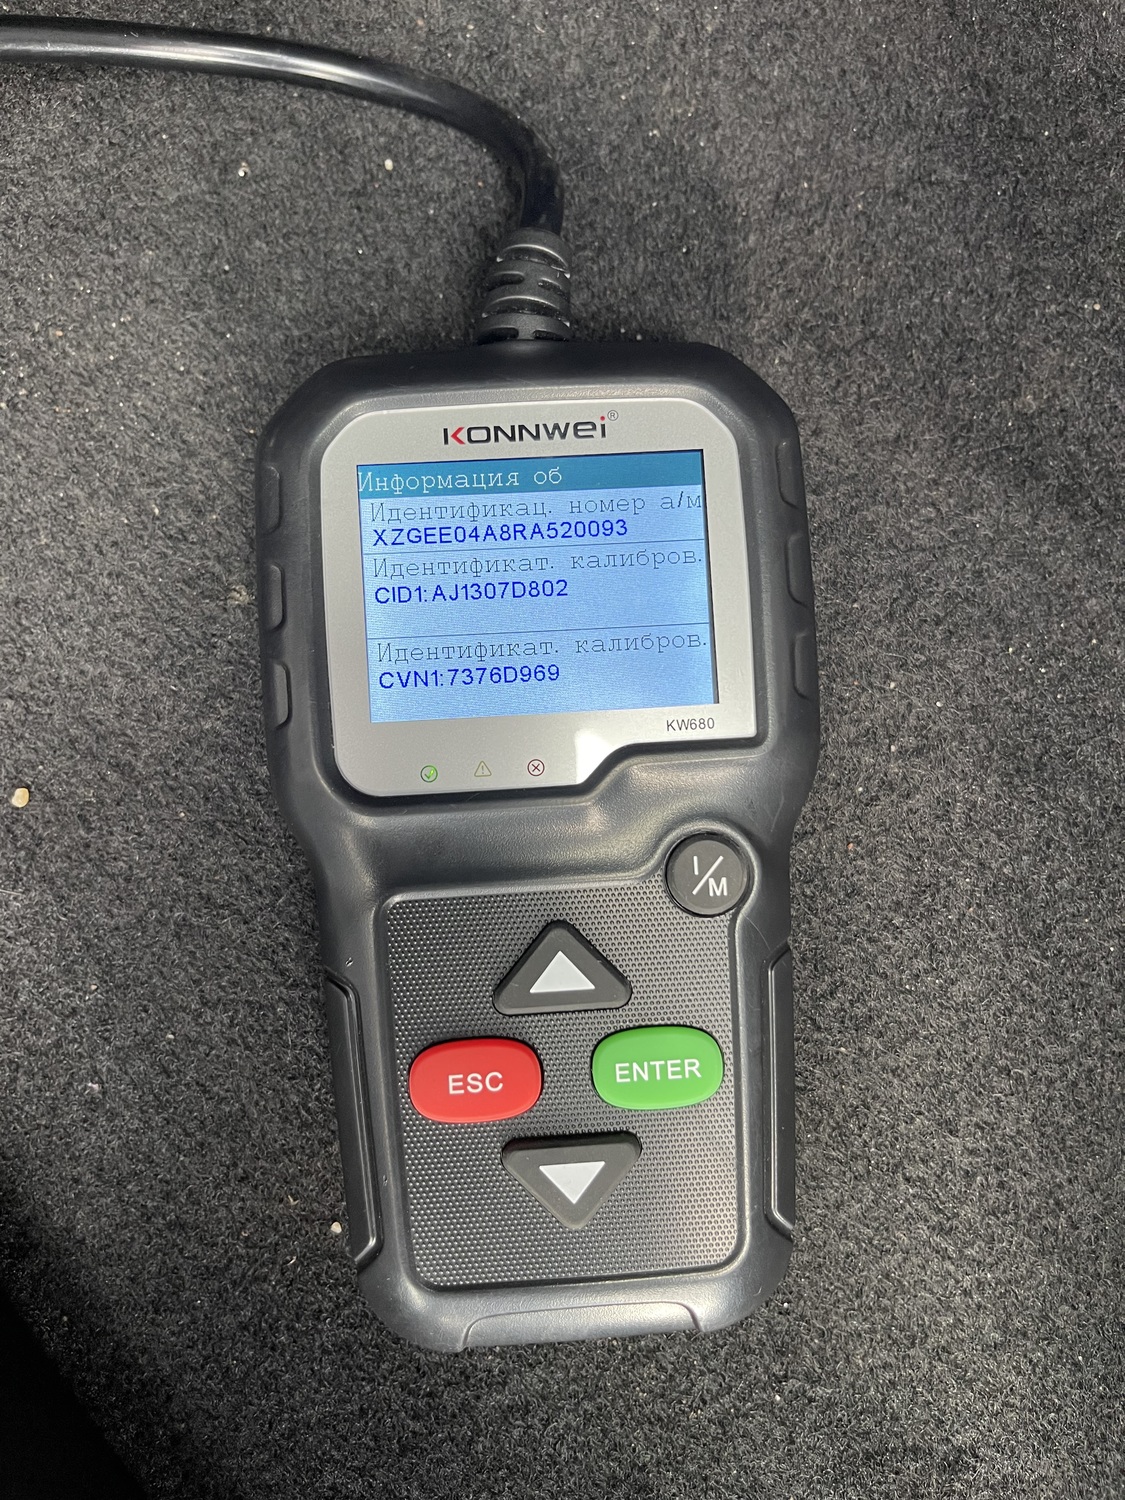 KONNWEI®
Информация об
Идентификац. номер а/м
XZGEE04A8RA520093
Идентификат. калибров.
CID1:AJ1307D802
Идентификат. калибров.
CVN1:7376D969
KW680
I/M
ESC
ENTER